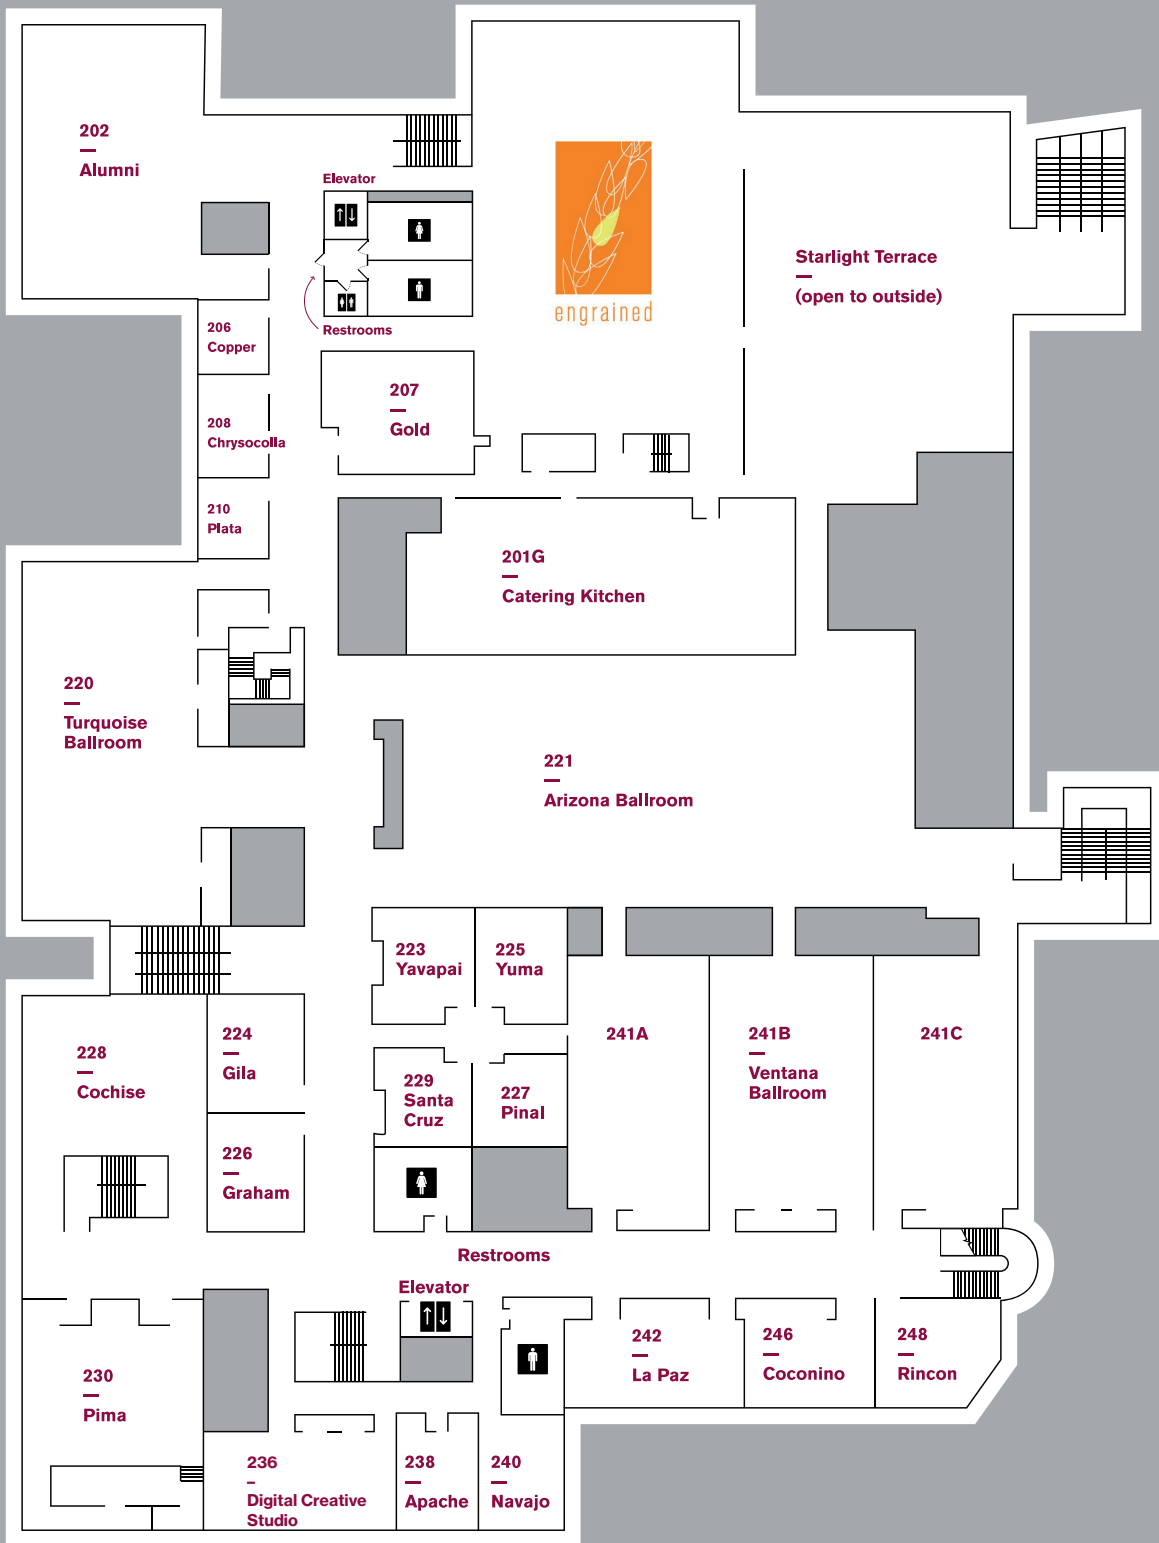 202
Alumni
Elevator
Restrooms
engrained
Starlight Terrace
(open to outside)
206
Copper
207
Gold
208
Chrysocolla
210
Plata
201G
Catering Kitchen
220
Turquoise
Ballroom
221
Arizona Ballroom
223
Yavapai
225
Yuma
224
Gila
228
Cochise
229
Santa
Cruz
227
Pinal
241A
241B
Ventana
Ballroom
241C
226
Graham
Restrooms
Elevator
230
Pima
242
La Paz
246
Coconino
248
Rincon
236
Digital Creative
Studio
238
Apache
240
Navajo